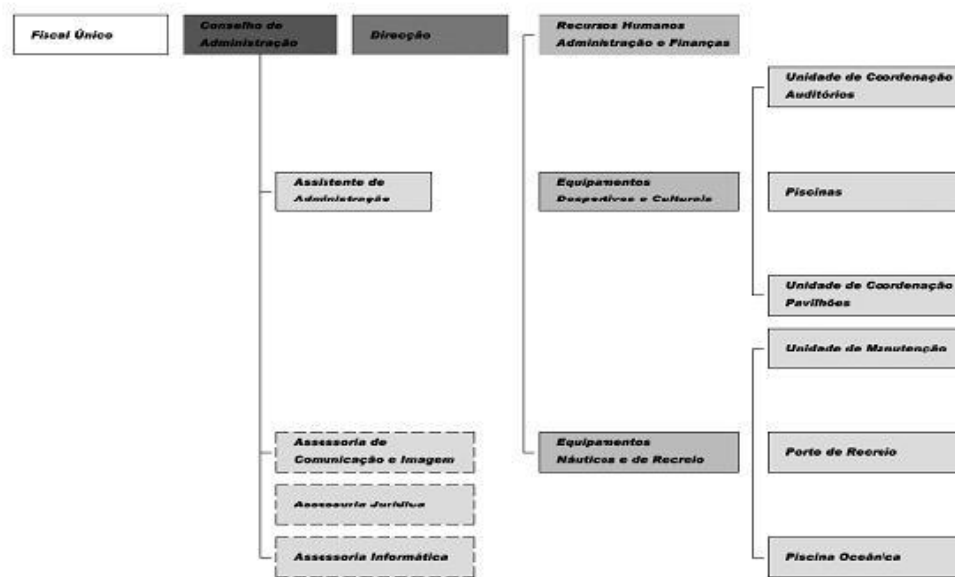 Fiscal Único
Conselho de
Administração
Direcção
Recursos Humanos
Administração e Finanças
Unidade de Coordenação
Auditórios
Assistente de
Administração
Equipamentos
Desportivos e Culturais
Piscinas
Unidade de Coordenação
Pavilhões
Unidade de Manutenção
Assessoria de
Comunicação e Imagem
Equipamentos
Náuticos e de Recreio
Porto de Recreio
Assessoria Jurídica
Assessoria Informática
Piscina Oceânica